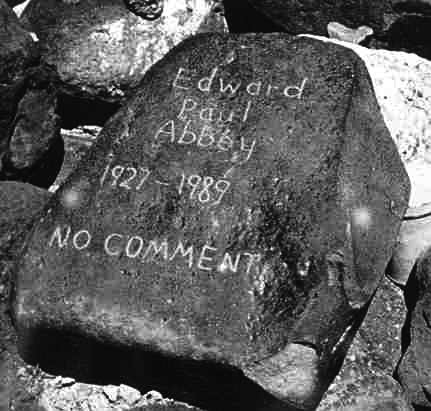 Edward
Paul
Abbey
1927-1989
NO COMMENT